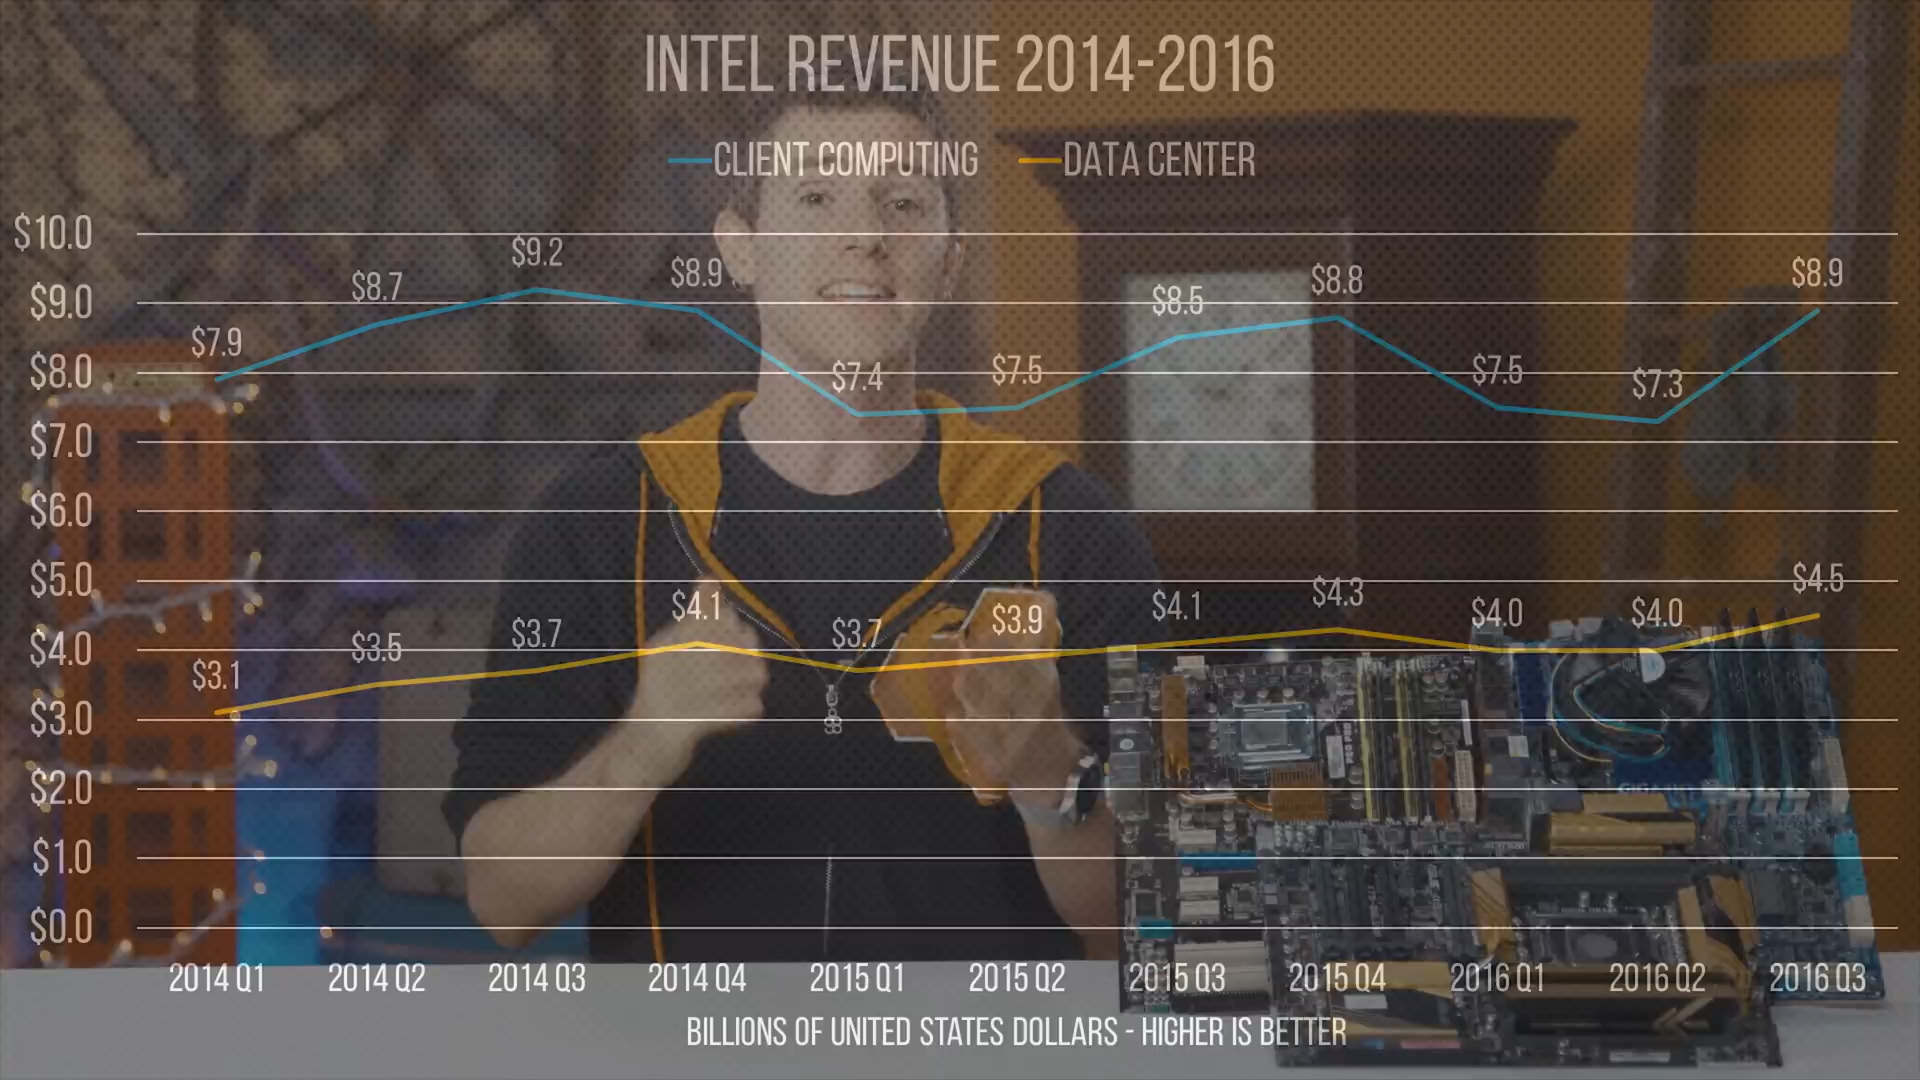 INTEL REVENUE 2014-2016
CLIENT COMPUTING DATA CENTER
$10.0
$9.0
$8.0
$7.0
$6.0
$5.0
$4.0
$3.0
$2.0
$1.0
$0.0
$7.9 $8.7 $9.2 $8.9 $7.4 $7.5 $8.5 $8.8 $7.5 $7.3 $8.9
$3.1 $3.5 $3.7 $4.1 $3.7 $3.9 $4.1 $4.3 $4.0 $4.0 $4.5
2014 Q1 2014 Q2 2014 Q3 2014 Q4 2015 Q1 2015 Q2 2015 Q3 2015 Q4 2016 Q1 2016 Q2 2016 Q3
BILLIONS OF UNITED STATES DOLLARS - HIGHER IS BETTER